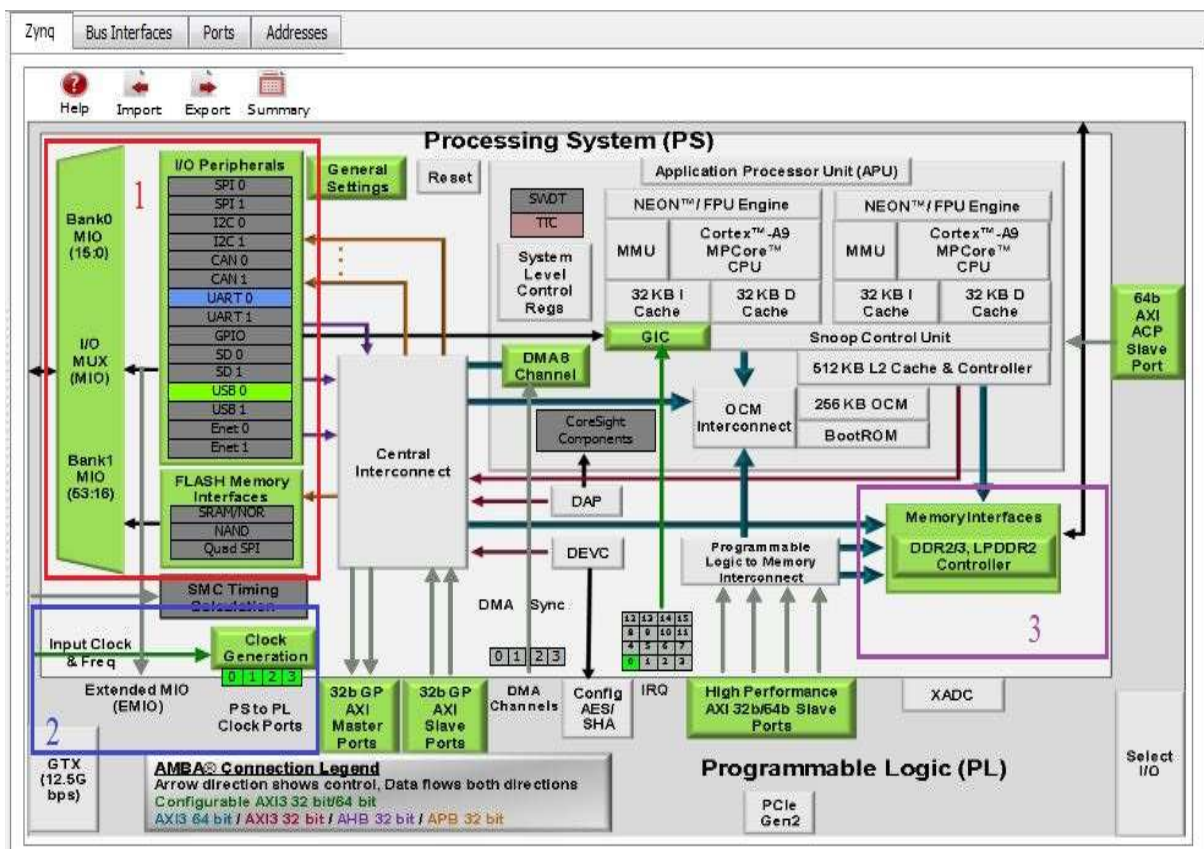 Zynq
Bus Interfaces
Ports
Addresses
Help
Import
Export
Summary
Processing System (PS)
1
Bank0
MIO
(15:0)
I/O
MUX
(MIO)
Bank1
MIO
(53:16)
I/O Peripherals
SPI 0
SPI 1
I2C 0
I2C 1
CAN 0
CAN 1
UART 0
UART 1
GPIO
SD 0
SD 1
USB 0
USB 1
Enet 0
Enet 1
FLASH Memory
Interfaces
SRAM/NOR
NAND
Quad SPI
General
Settings
Reset
Application Processor Unit (APU)
SWDT
TTC
System
Level
Control
Regs
NEON™/ FPU Engine
MMU
Cortex™-A9
MPCore™
CPU
32 KB I
Cache
32 KB D
Cache
NEON™/ FPU Engine
MMU
Cortex™-A9
MPCore™
CPU
32 KB I
Cache
32 KB D
Cache
GIC
Snoop Control Unit
DMA8
Channel
512 KB L2 Cache & Controller
OCM
Interconnect
256 KB OCM
BootROM
64b
AXI
ACP
Slave
Port
Central
Interconnect
CoreSight
Components
DAP
DEVC
Programmable
Logic to Memory
Interconnect
Memory Interfaces
DDR2/3, LPDDR2
Controller
3
SMC Timing
Calculation
Input Clock
& Freq
Clock
Generation
0 1 2 3
Extended MIO
(EMIO)
PS to PL
Clock Ports
2
DMA Sync
0 1 2 3
12 13 14 15
8 9 10 11
4 5 6 7
0 1 2 3
32b GP
AXI
Master
Ports
32b GP
AXI
Slave
Ports
DMA
Channels
Config
AES/
SHA
IRQ
High Performance
AXI 32b/64b Slave
Ports
XADC
GTX
(12.5G
bps)
AMBA® Connection Legend
Arrow direction shows control, Data flows both directions
Configurable AXI3 32 bit/64 bit
AXI3 64 bit / AXI3 32 bit / AHB 32 bit / APB 32 bit
Programmable Logic (PL)
PCIe
Gen2
Select
I/O